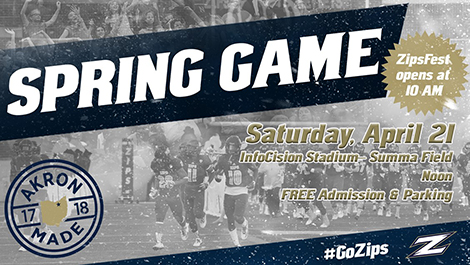 SPRING GAME
ZipsFest
opens at
10 AM
Saturday, April 21
InfoCision Stadium- Summa Field
Noon
FREE Admission & Parking
AKRON
17 18
MADE
#GoZips
Z